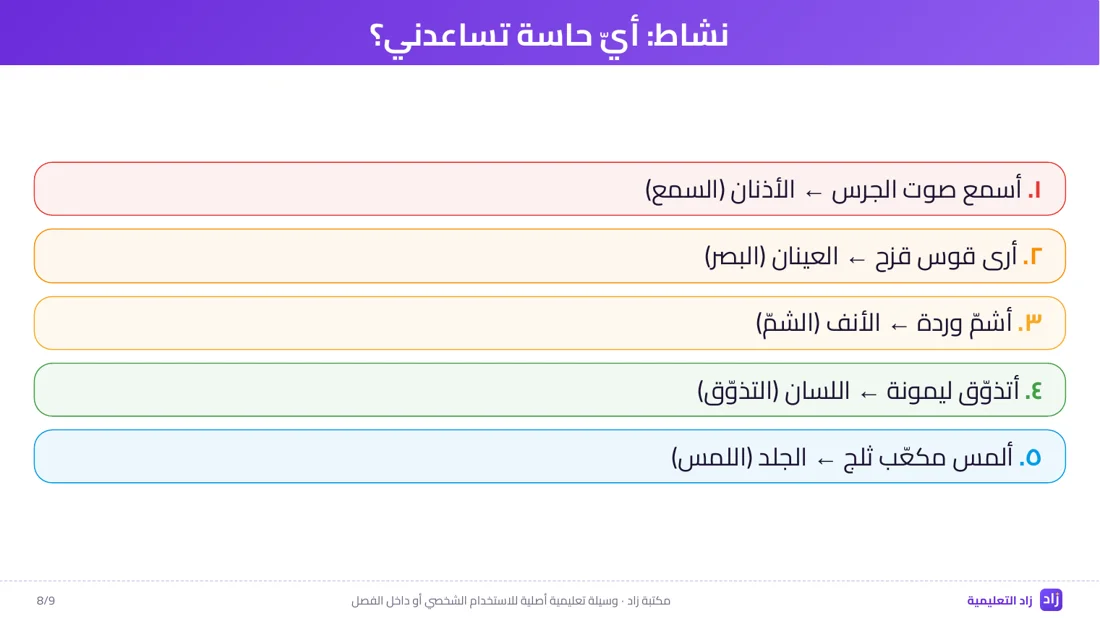 نشاط: أيّ حاسة تساعدني؟
١. أسمع صوت الجرس ← الأذنان (السمع)
٢. أرى قوس قزح ← العينان (البصر)
٣. أشمّ وردة ← الأنف (الشمّ)
٤. أتذوّق ليمونة ← اللسان (التذوّق)
٥. ألمس مكعّب ثلج ← الجلد (اللمس)
زاد زاد التعليمية
مكتبة زاد · وسيلة تعليمية أصلية للاستخدام الشخصي أو داخل الفصل
8/9